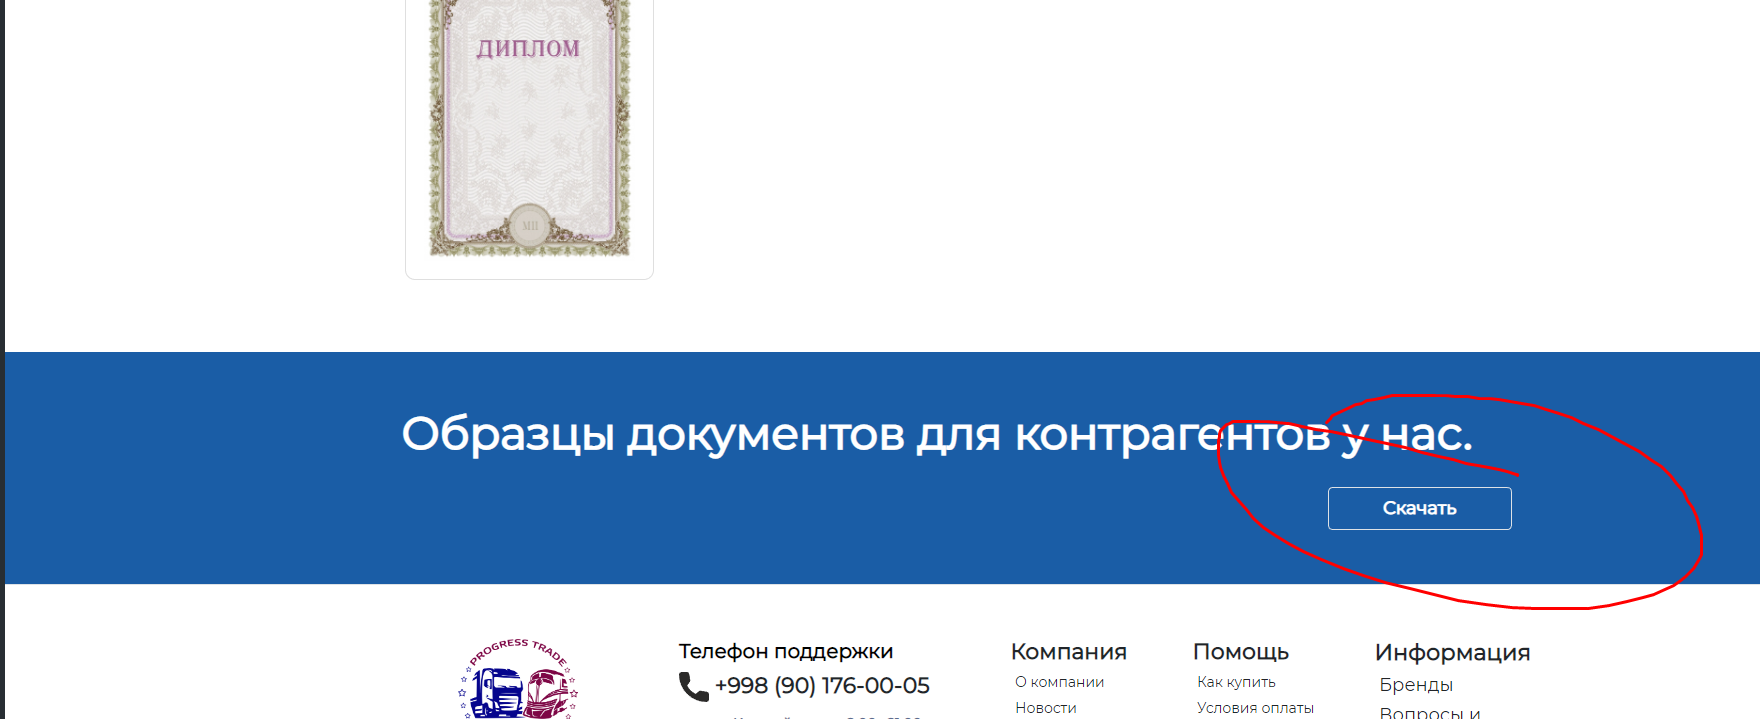 ДИПЛОМ
МП
Образцы документов для контрагентов у нас.
Скачать
PROGRESS TRADE
Телефон поддержки
+998 (90) 176-00-05
Компания
О компании
Новости
Помощь
Как купить
Условия оплаты
Информация
Бренды
Вопросы и